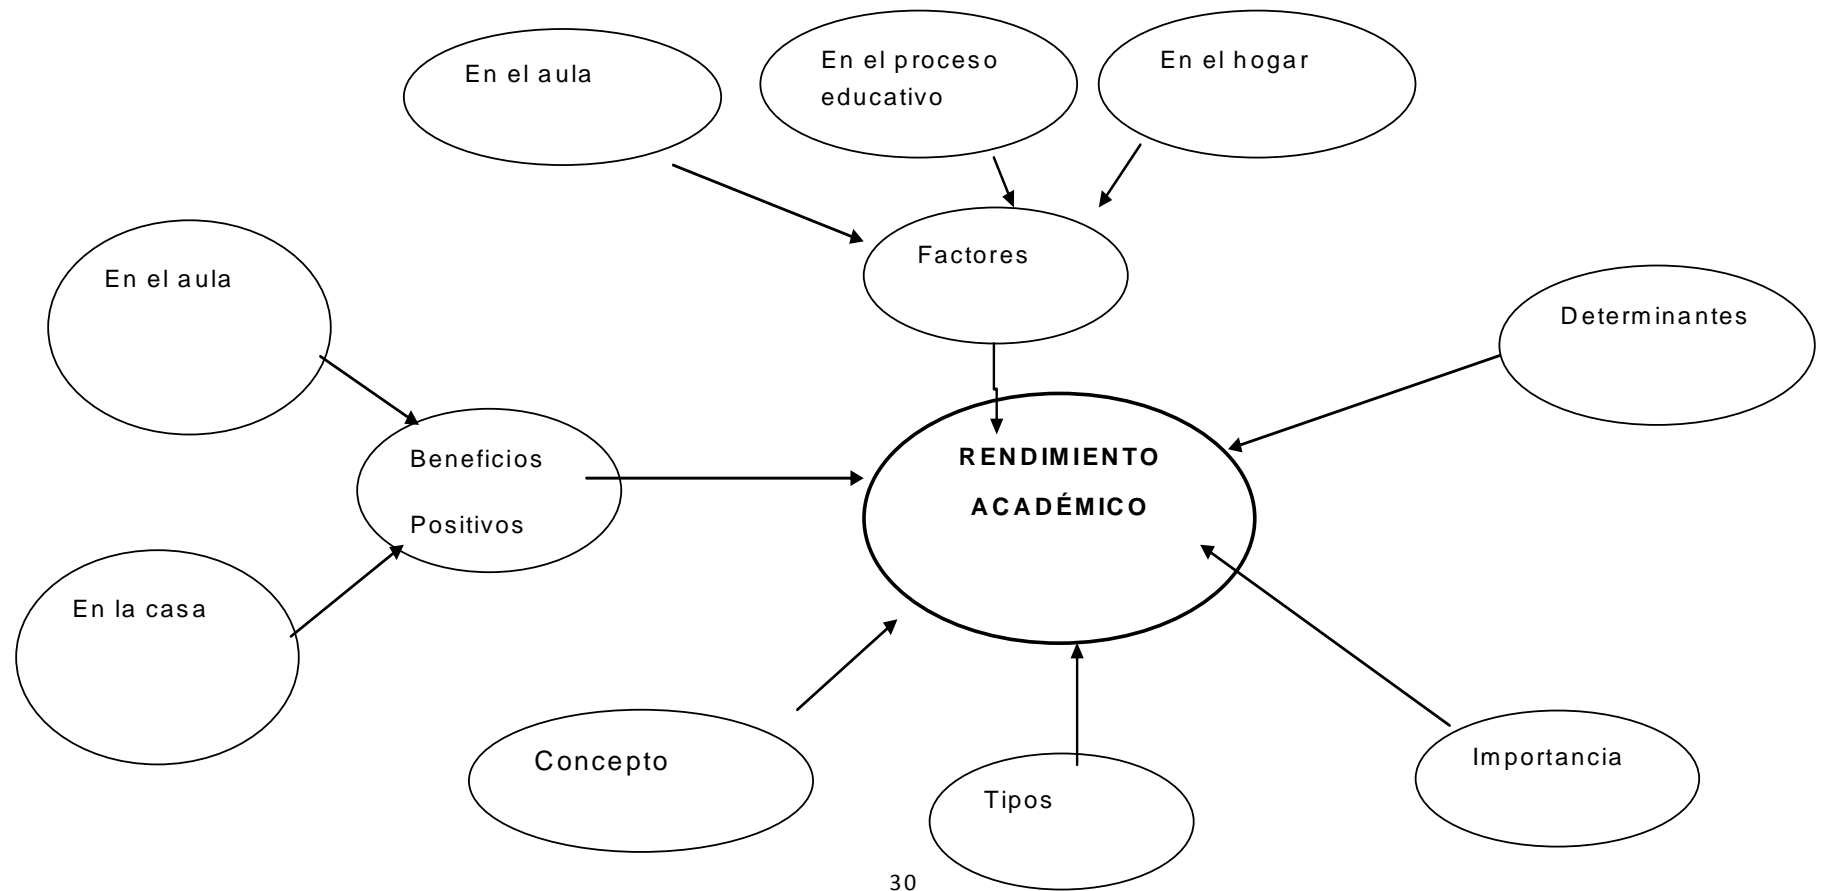 En el aula
En el proceso
educativo
En el hogar
Factores
En el aula
Determinantes
Beneficios
Positivos
RENDIMIENTO
ACADÉMICO
En la casa
Concepto
Tipos
Importancia
30